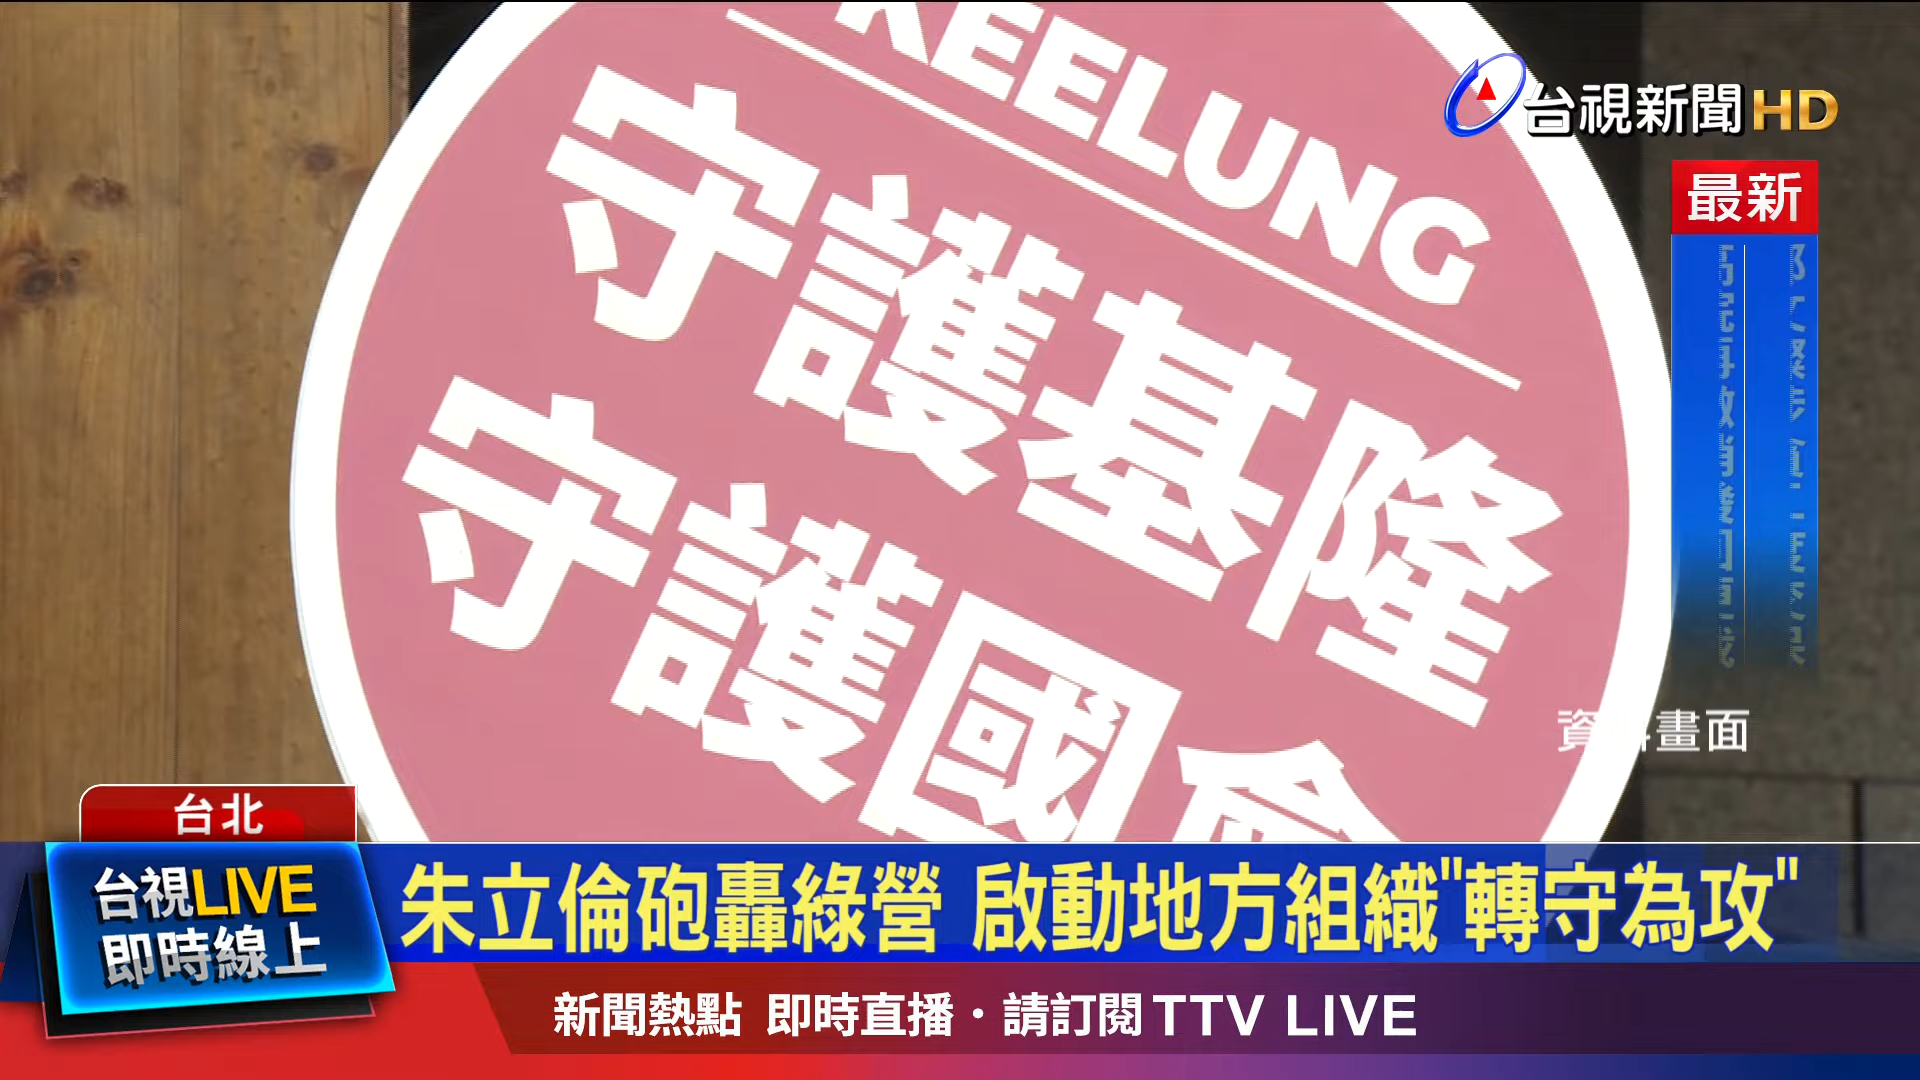 KEELUNG
守護基隆
守護國會
台視新聞HD
最新
資料畫面
台北
台視LIVE
即時線上
朱立倫砲轟綠營 啟動地方組織"轉守為攻"
新聞熱點 即時直播・請訂閱TTV LIVE